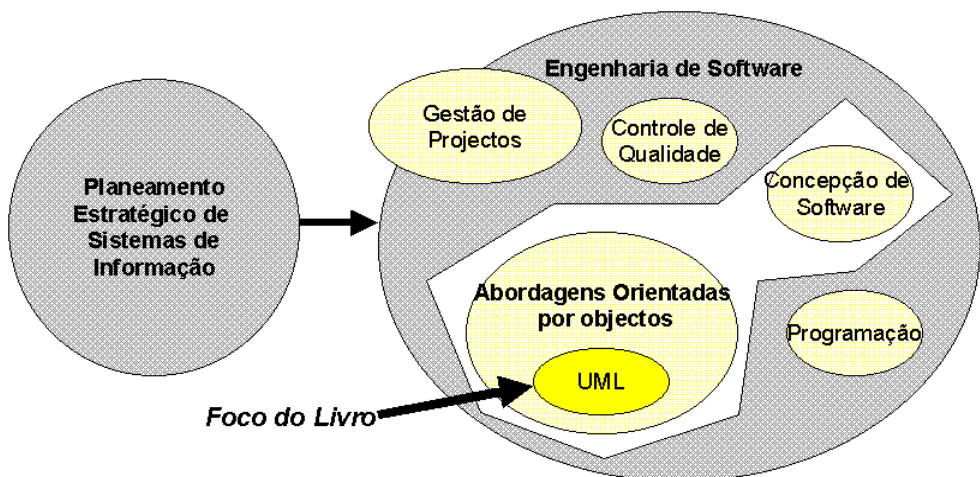 Planeamento
Estratégico de
Sistemas de
Informação
Engenharia de Software
Gestão de
Projectos
Controle de
Qualidade
Concepção de
Software
Abordagens Orientadas
por objectos
Programação
UML
Foco do Livro